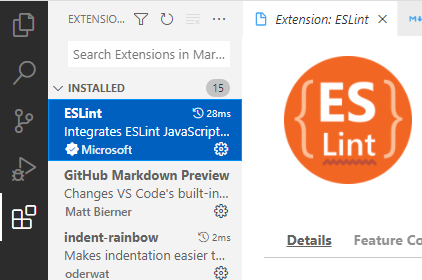 EXTENSION...
Extension: ESLint
Search Extensions in Mar...
INSTALLED 15
ES
Lint
ESLint 28ms
Integrates ESLint JavaScript...
Microsoft
GitHub Markdown Preview
Changes VS Code's built-in...
Matt Bierner
indent-rainbow 2ms
Makes indentation easier t...
oderwat
Details Feature Co